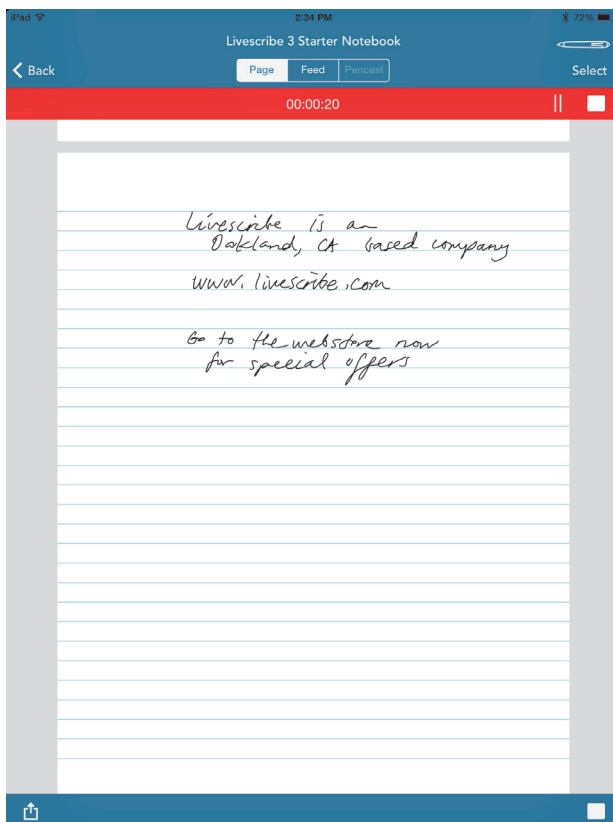 iPad 2:34 PM 72%
Livescribe 3 Starter Notebook
Back Page Feed Pencast Select
00:00:20
Livescribe is an
Oakland, CA based company
www.livescribe.com
Go to the webstore now
for special offers